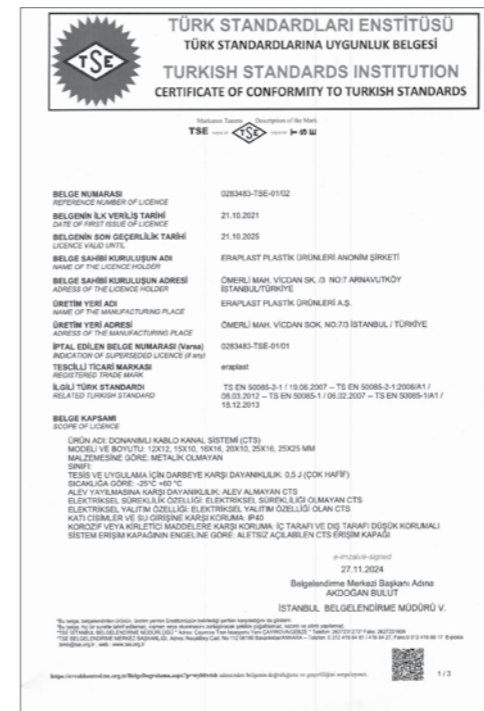 TÜRK STANDARDLARI ENSTİTÜSÜ
TÜRK STANDARDLARINA UYGUNLUK BELGESİ
TURKISH STANDARDS INSTITUTION
CERTIFICATE OF CONFORMITY TO TURKISH STANDARDS
TSE
Markanın Tanımı Description of the Mark
TSE veya/or TSE veya/or
BELGE NUMARASI 0283483-TSE-01/02
REFERENCE NUMBER OF LICENCE
BELGENİN İLK VERİLİŞ TARİHİ 21.10.2021
DATE OF FIRST ISSUE OF LICENCE
BELGENİN SON GEÇERLİLİK TARİHİ 21.10.2025
LICENCE VALID UNTIL
BELGE SAHİBİ KURULUŞUN ADI ERAPLAST PLASTİK ÜRÜNLERİ ANONİM ŞİRKETİ
NAME OF THE LICENCE HOLDER
BELGE SAHİBİ KURULUŞUN ADRESİ ÖMERLİ MAH. VİCDAN SK. /3 NO:7 ARNAVUTKÖY
ADRESS OF THE LICENCE HOLDER İSTANBUL/TÜRKİYE
ÜRETİM YERİ ADI ERAPLAST PLASTİK ÜRÜNLERİ A.Ş.
NAME OF THE MANUFACTURING PLACE
ÜRETİM YERİ ADRESİ ÖMERLİ MAH. VİCDAN SOK. NO:7/3 İSTANBUL / TÜRKİYE
ADRESS OF THE MANUFACTURING PLACE
İPTAL EDİLEN BELGE NUMARASI (Varsa) 0283483-TSE-01/01
INDICATION OF SUPERSEDED LICENCE (if any)
TESCİLLİ TİCARİ MARKASI eraplast
REGISTERED TRADE MARK
İLGİLİ TÜRK STANDARDI TS EN 50085-2-1 / 19.06.2007 -- TS EN 50085-2-1:2006/A1 /
RELATED TURKISH STANDARD 08.03.2012 -- TS EN 50085-1 / 06.02.2007 -- TS EN 50085-1/A1 /
18.12.2013
BELGE KAPSAMI
SCOPE OF LICENCE
ÜRÜN ADI: DONANIMLI KABLO KANAL SİSTEMİ (CTS)
MODELİ VE BOYUTU: 12X12, 15X10, 16X16, 20X10, 25X16, 25X25 MM
MALZEMESİNE GÖRE: METALİK OLMAYAN
SINIFI:
TESİS VE UYGULAMA İÇİN DARBEYE KARŞI DAYANIKLILIK: 0,5 J (ÇOK HAFİF)
SICAKLIĞA GÖRE: -25°C +60 °C
ALEV YAYILMASINA KARŞI DAYANIKLILIK: ALEV ALMAYAN CTS
ELEKTRİKSEL SÜREKLİLİK ÖZELLİĞİ: ELEKTRİKSEL SÜREKLİLİĞİ OLMAYAN CTS
ELEKTRİKSEL YALITIM ÖZELLİĞİ: ELEKTRİKSEL YALITIM ÖZELLİĞİ OLAN CTS
KATI CİSİMLER VE SU GİRİŞİNE KARŞI KORUMA: IP40
KOROZİF VEYA KİRLETİCİ MADDELERE KARŞI KORUMA: İÇ TARAFI VE DIŞ TARAFI DÜŞÜK KORUMALI
SİSTEM ERİŞİM KAPAĞININ ENGELİNE GÖRE: ALETSİZ AÇILABİLEN CTS ERİŞİM KAPAĞI
e-imzalı/e-signed
27.11.2024
Belgelendirme Merkezi Başkanı Adına
AKDOĞAN BULUT
İSTANBUL BELGELENDİRME MÜDÜRÜ V.
1 / 3